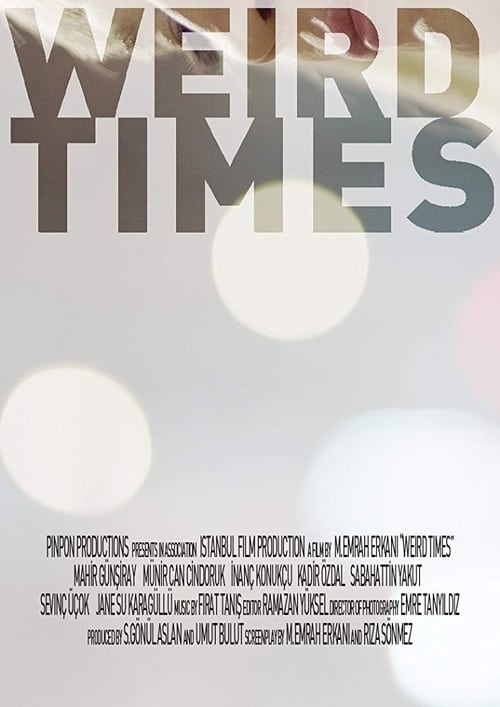 WEIRD
TIMES
PINPON PRODUCTIONS PRESENTS IN ASSOCIATION ISTANBUL FILM PRODUCTION A FILM BY M.EMRAH ERKANI "WEIRD TIMES"
MAHİR GÜNŞİRAY MÜNİR CAN CİNDORUK İNANÇ KONUKÇU KADİR ÖZDAL SABAHATTİN YAKUT
SEVİNÇ ÜÇOK JANE SU KARAGÜLLÜ MUSIC BY FIRAT TANIŞ EDITOR RAMAZAN YÜKSEL DIRECTOR OF PHOTOGRAPHY EMRE TANYILDIZ
PRODUCED BY S.GÖNÜL ASLAN AND UMUT BULUT SCREENPLAY BY M.EMRAH ERKANI AND RIZA SÖNMEZ